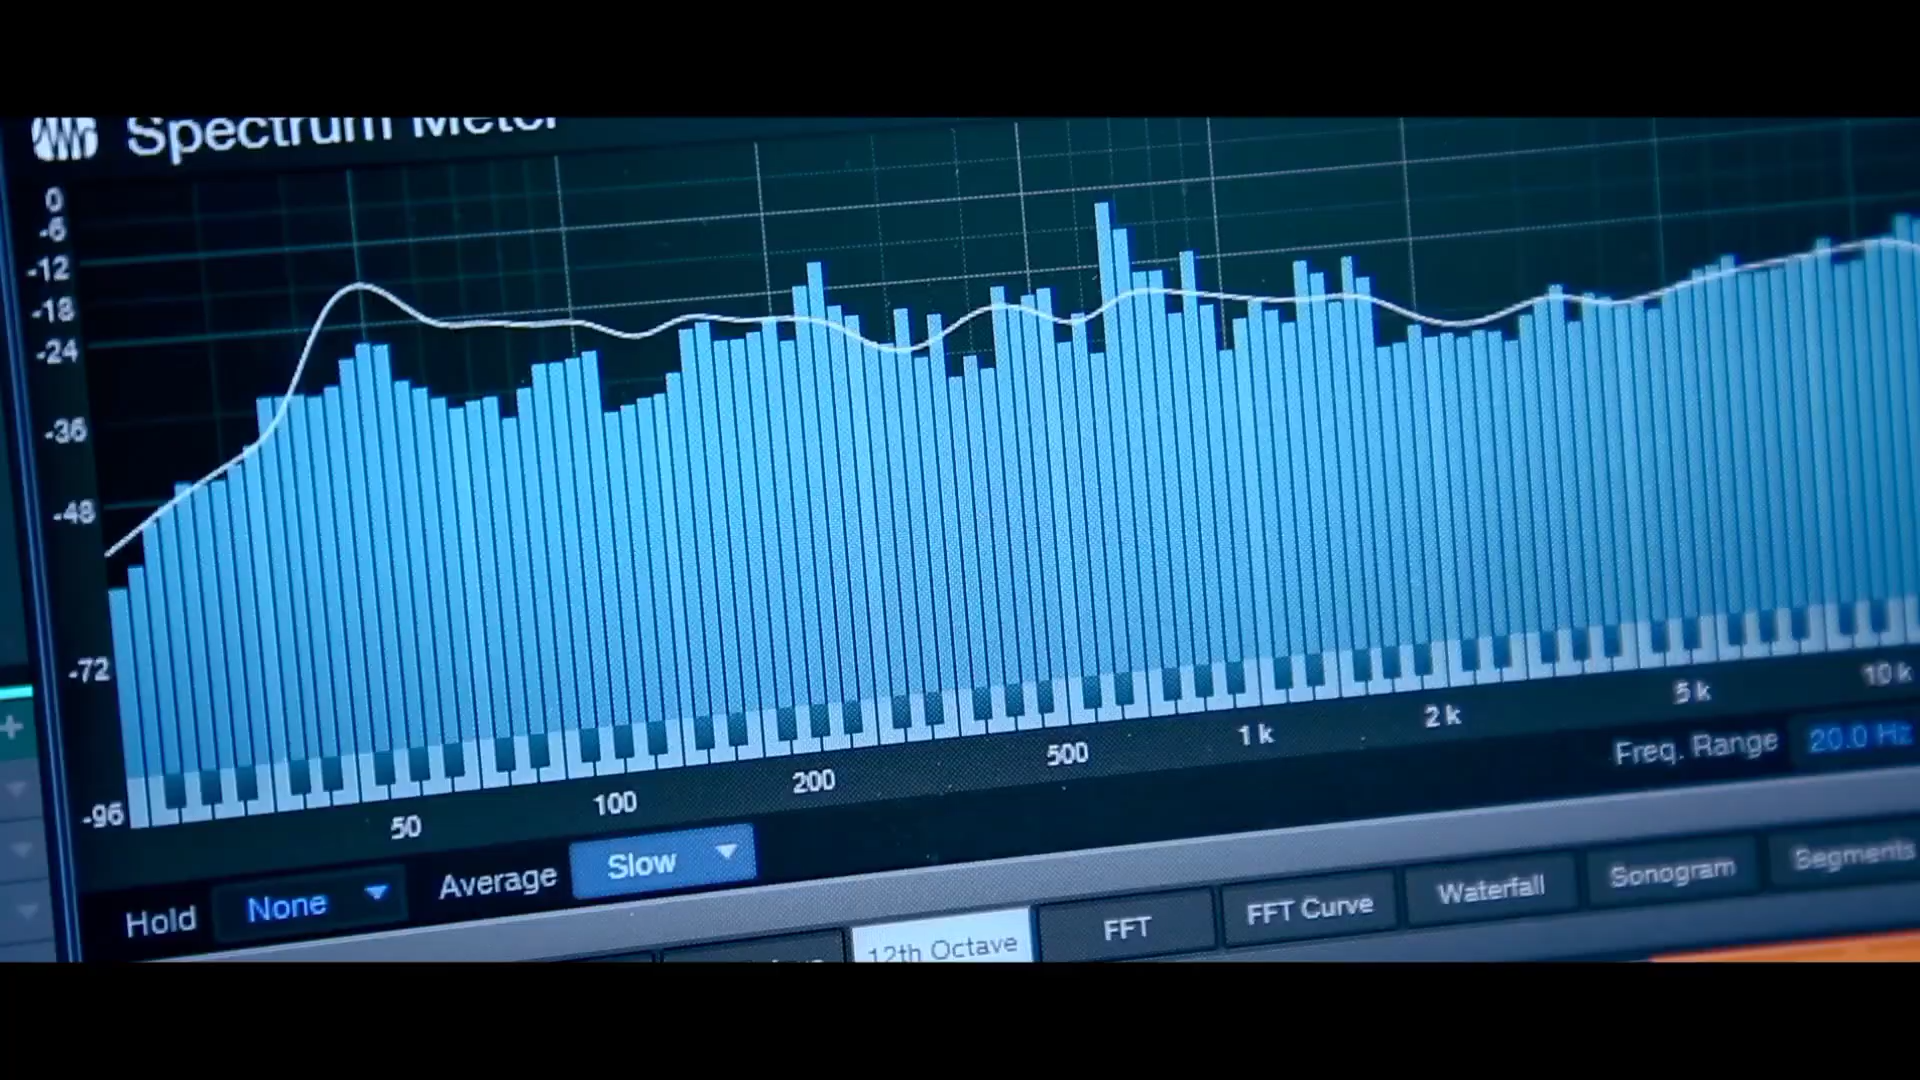 Spectrum Meter
0
-6
-12
-18
-24
-36
-48
-72
-96
50 100 200 500 1 k 2 k 5 k 10 k
Freq. Range 20.0 Hz
Hold None Average Slow
12th Octave FFT FFT Curve Waterfall Sonogram Segments
+